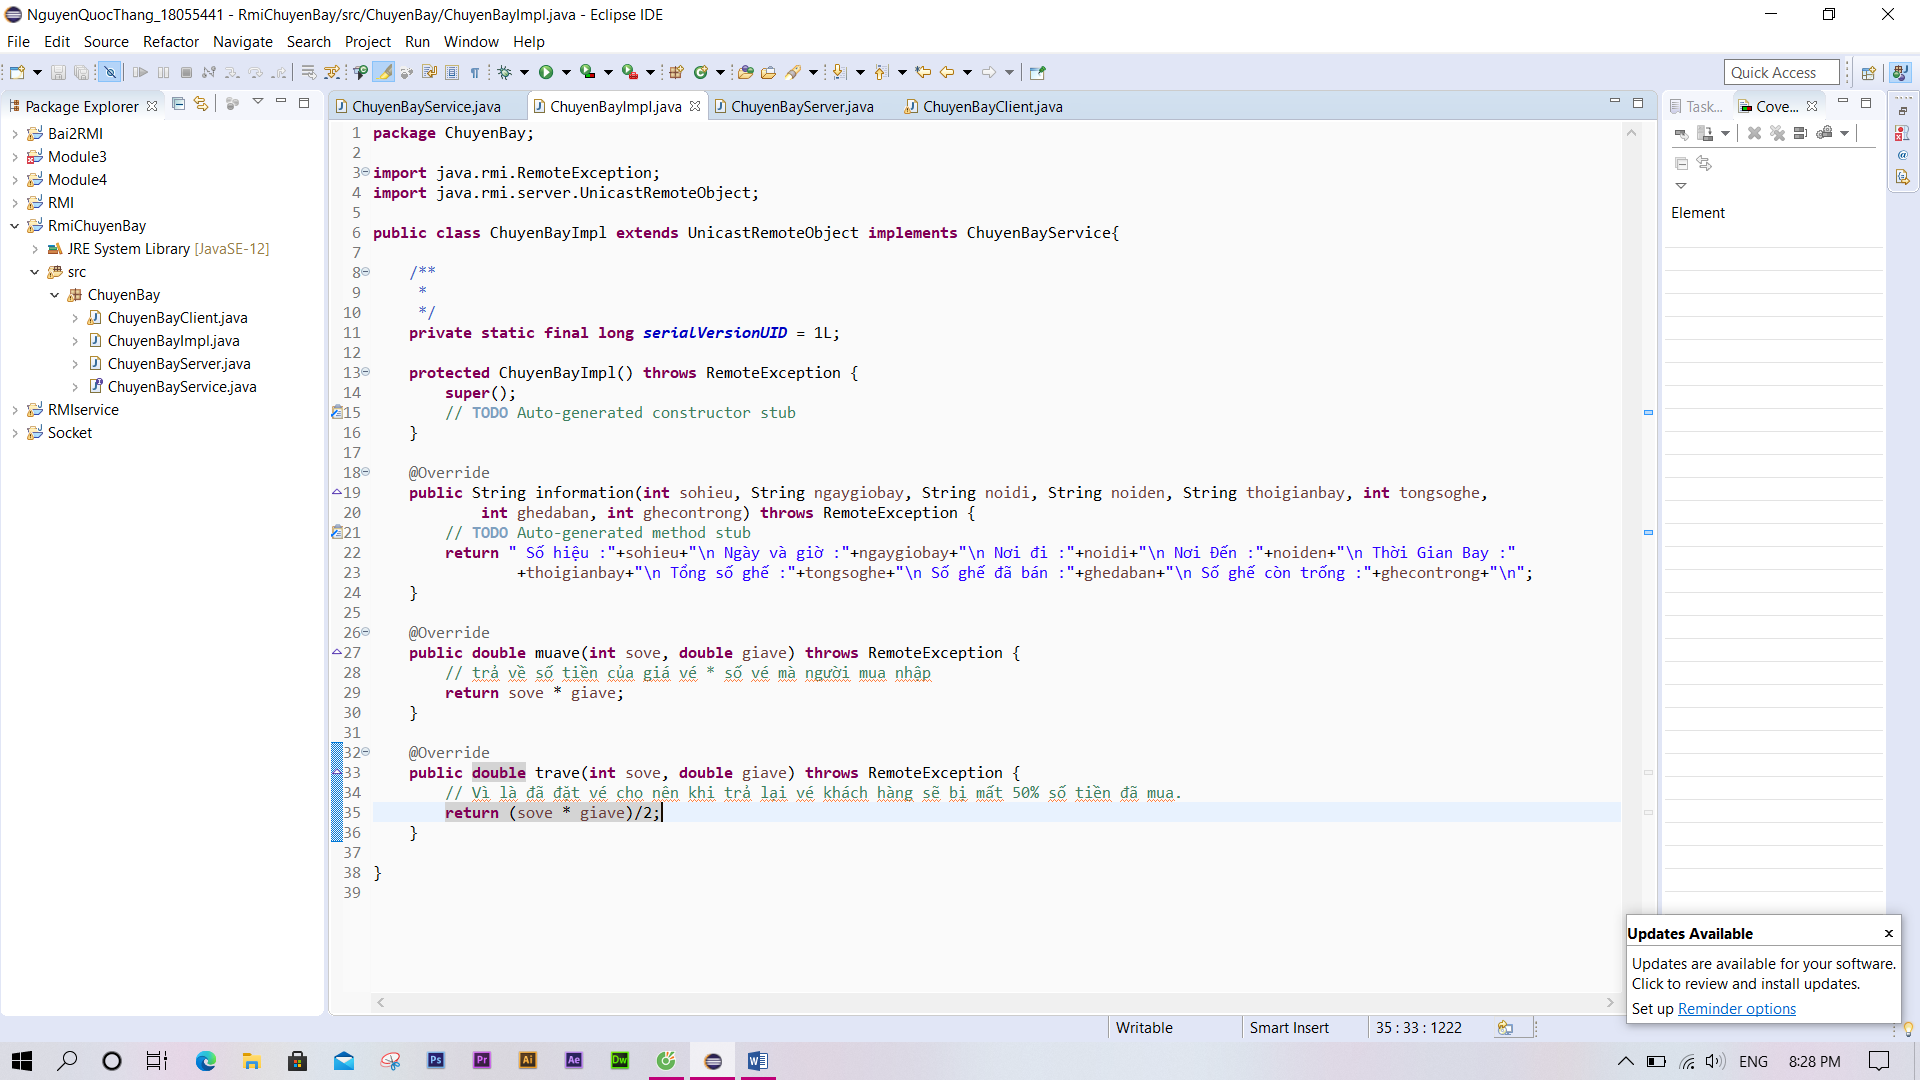 NguyenQuocThang_18055441 - RmiChuyenBay/src/ChuyenBay/ChuyenBayImpl.java - Eclipse IDE
File Edit Source Refactor Navigate Search Project Run Window Help
Quick Access
Package Explorer
Bai2RMI
Module3
Module4
RMI
RmiChuyenBay
JRE System Library [JavaSE-12]
src
ChuyenBay
ChuyenBayClient.java
ChuyenBayImpl.java
ChuyenBayServer.java
ChuyenBayService.java
RMIservice
Socket
ChuyenBayService.java ChuyenBayImpl.java ChuyenBayServer.java ChuyenBayClient.java
1 package ChuyenBay;
2
3 import java.rmi.RemoteException;
4 import java.rmi.server.UnicastRemoteObject;
5
6 public class ChuyenBayImpl extends UnicastRemoteObject implements ChuyenBayService{
7
8 /**
9 *
10 */
11 private static final long serialVersionUID = 1L;
12
13 protected ChuyenBayImpl() throws RemoteException {
14 super();
15 // TODO Auto-generated constructor stub
16 }
17
18 @Override
19 public String information(int sohieu, String ngaygiobay, String noidi, String noiden, String thoigianbay, int tongsoghe,
20 int ghedaban, int ghecontrong) throws RemoteException {
21 // TODO Auto-generated method stub
22 return " Số hiệu :"+sohieu+"\n Ngày và giờ :"+ngaygiobay+"\n Nơi đi :"+noidi+"\n Nơi Đến :"+noiden+"\n Thời Gian Bay :"
23 +thoigianbay+"\n Tổng số ghế :"+tongsoghe+"\n Số ghế đã bán :"+ghedaban+"\n Số ghế còn trống :"+ghecontrong+"\n";
24 }
25
26 @Override
27 public double muave(int sove, double giave) throws RemoteException {
28 // trả về số tiền của giá vé * số vé mà người mua nhập
29 return sove * giave;
30 }
31
32 @Override
33 public double trave(int sove, double giave) throws RemoteException {
34 // Vì là đã đặt vé cho nên khi trả lại vé khách hàng sẽ bị mất 50% số tiền đã mua.
35 return (sove * giave)/2;
36 }
37
38 }
39
Task... Cove...
Element
Updates Available x
Updates are available for your software.
Click to review and install updates.
Set up Reminder options
Writable Smart Insert 35 : 33 : 1222
Ps Pr Ai Ae Dw
ENG 8:28 PM